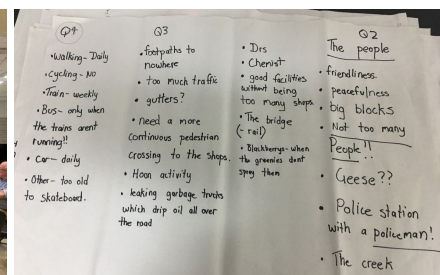 Q4
• Walking - Daily
• Cycling - NO
• Train - weekly
• Bus - only when
the trains arent
running!!
• Car - daily
• Other - too old
to skateboard.
Q3
• footpaths to
nowhere
• too much traffic
• gutters?
• need a more
continuous pedestrian
crossing to the shops.
• Hoon activity
• leaking garbage trucks
which drip oil all over
the road
• Drs
• Chemist
• good facilities
without being
too many shops
• The bridge
(- rail)
• Blackberrys - when
the greenies dont
spray them
Q2
The people
• friendliness
• peacefulness
• big blocks
• Not too many
People!!
• Geese??
• Police station
with a policeman!
• The creek